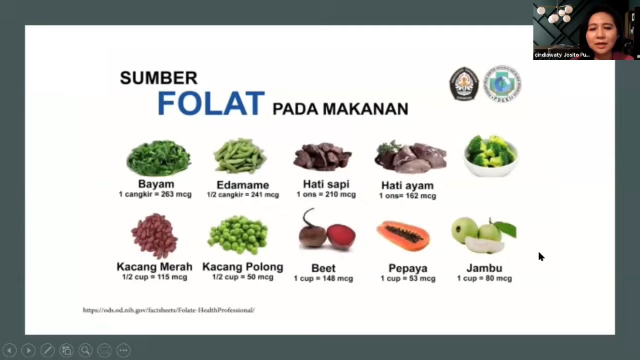 cindiawaty Josito Pu...
SUMBER
FOLAT PADA MAKANAN
Bayam
1 cangkir = 263 mcg
Edamame
1/2 cangkir = 241 mcg
Hati sapi
1 ons = 210 mcg
Hati ayam
1 ons= 162 mcg
Kacang Merah
1/2 cup = 115 mcg
Kacang Polong
1/2 cup = 50 mcg
Beet
1 cup = 148 mcg
Pepaya
1 cup = 53 mcg
Jambu
1 cup = 80 mcg
https://ods.od.nih.gov/factsheets/Folate-HealthProfessional/